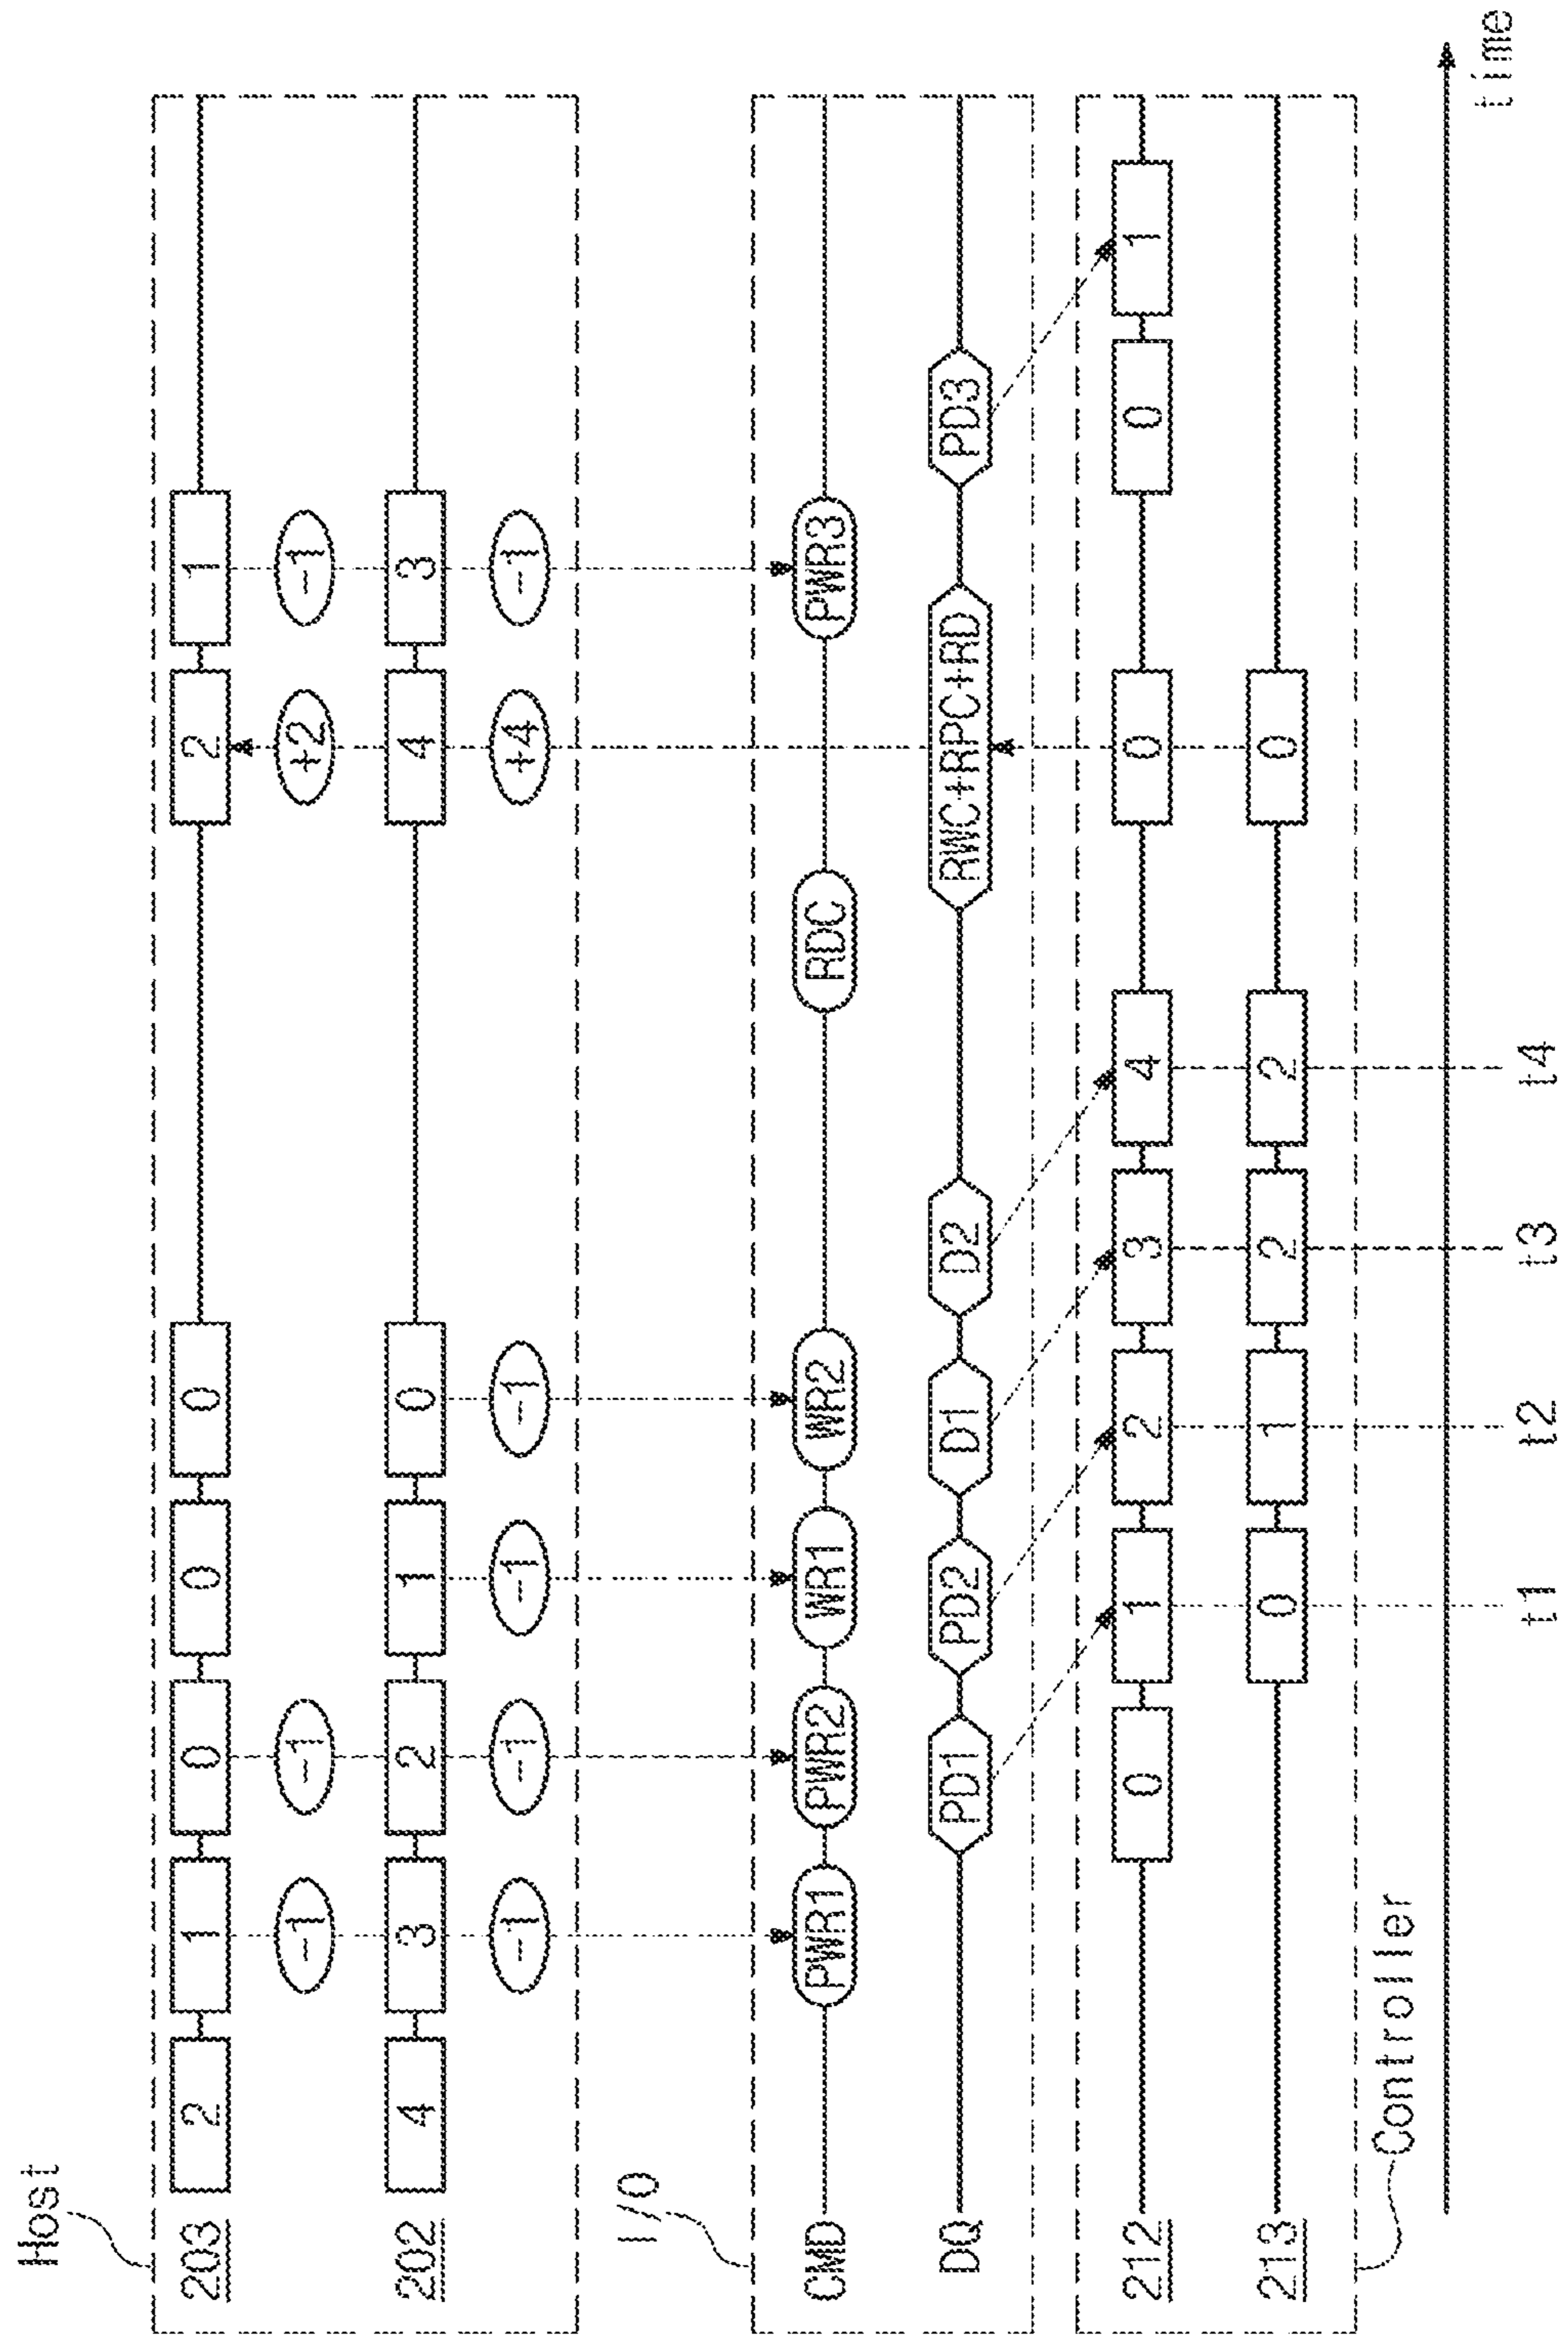 Host
203 2 1 0 0 0 2 1
-1 -1 +2 -1
202 4 3 2 1 0 4 3
-1 -1 -1 -1 +4 -1
I/O
CMD PWR1 PWR2 WR1 WR2 RDC PWR3
DQ PD1 PD2 D1 D2 RWC+RPC+RD PD3
212 0 1 2 3 4 0 0 1
213 0 1 2 2 0
Controller
time
t1 t2 t3 t4